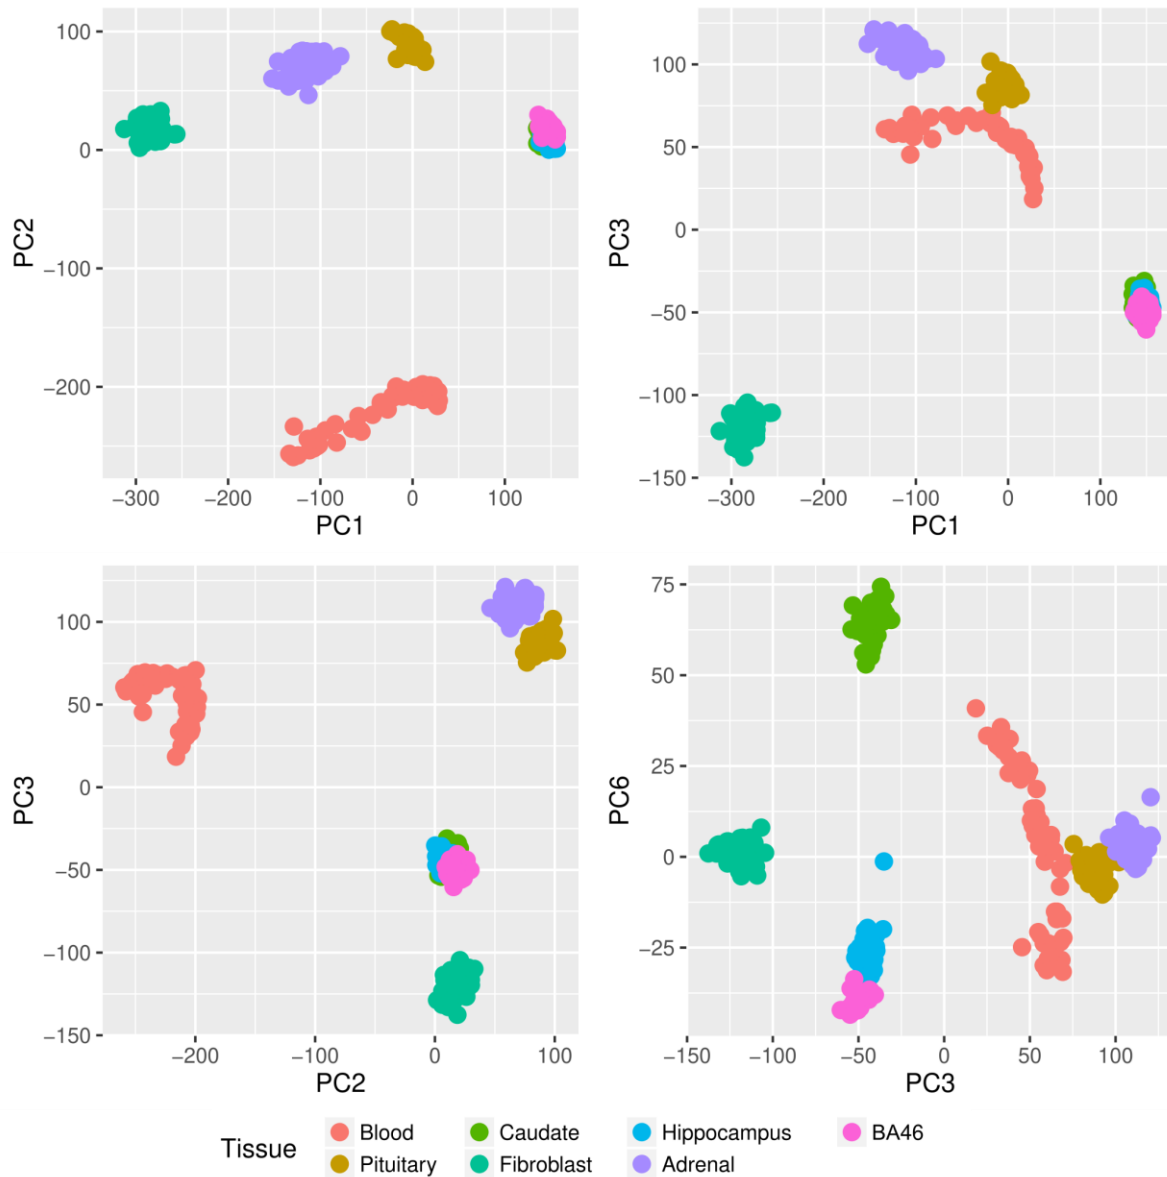 100
0
−100
−200
PC2
−300 −200 −100 0 100
PC1
100
50
0
−50
−100
−150
PC3
−300 −200 −100 0 100
PC1
100
50
0
−50
−100
−150
PC3
−200 −100 0 100
PC2
75
50
25
0
−25
PC6
−150 −100 −50 0 50 100
PC3
Tissue
Blood Caudate Hippocampus BA46
Pituitary Fibroblast Adrenal